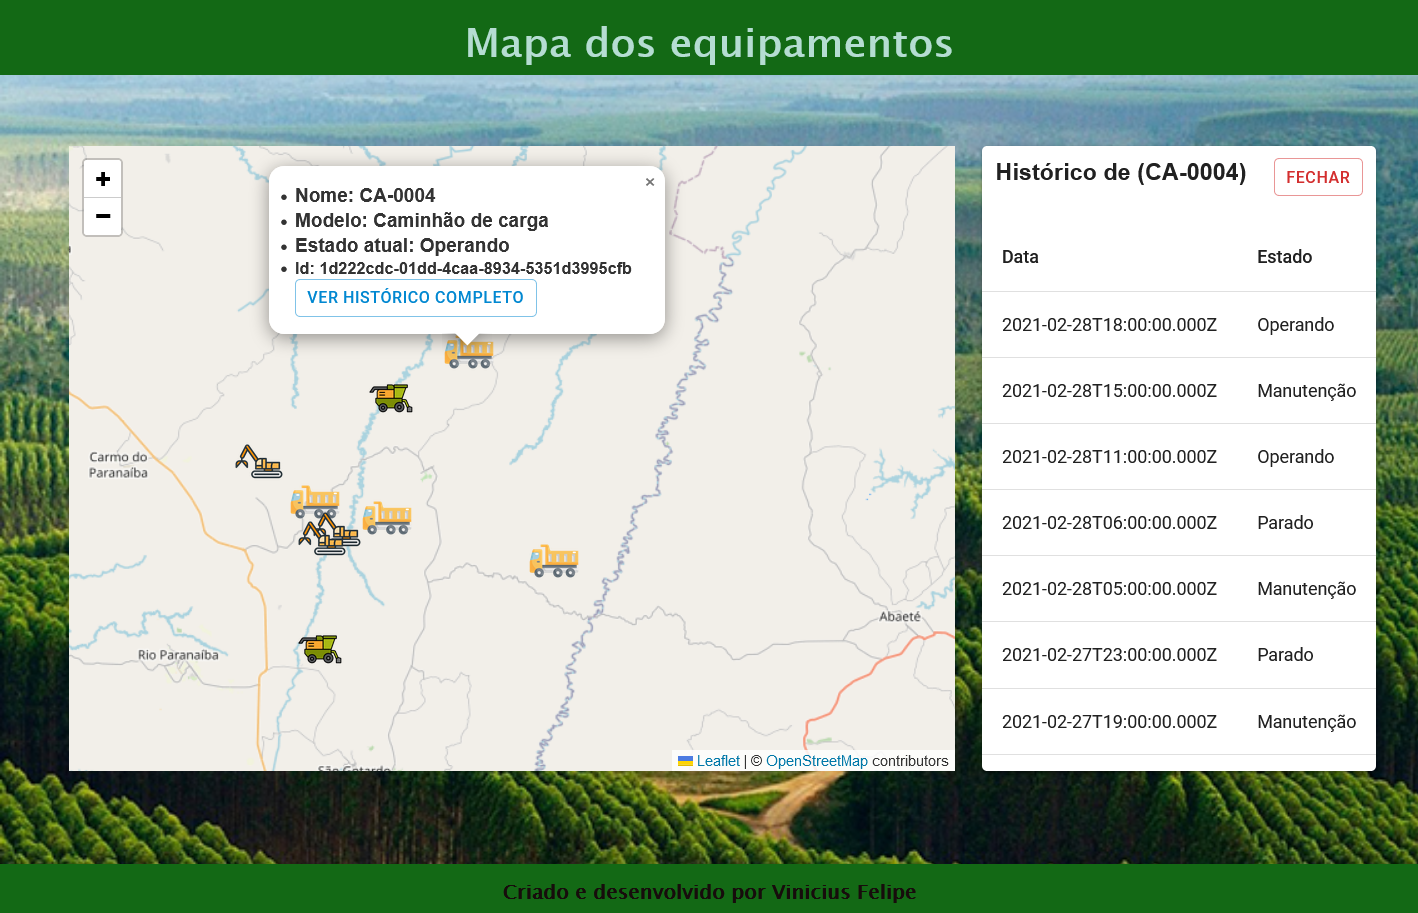 Mapa dos equipamentos
+
−
×
Nome: CA-0004
Modelo: Caminhão de carga
Estado atual: Operando
Id: 1d222cdc-01dd-4caa-8934-5351d3995cfb
VER HISTÓRICO COMPLETO
Carmo do
Paranaíba
Rio Paranaíba
Abaeté
São Gotardo
Leaflet | © OpenStreetMap contributors
Histórico de (CA-0004)
FECHAR
Data Estado
2021-02-28T18:00:00.000Z Operando
2021-02-28T15:00:00.000Z Manutenção
2021-02-28T11:00:00.000Z Operando
2021-02-28T06:00:00.000Z Parado
2021-02-28T05:00:00.000Z Manutenção
2021-02-27T23:00:00.000Z Parado
2021-02-27T19:00:00.000Z Manutenção
Criado e desenvolvido por Vinicius Felipe